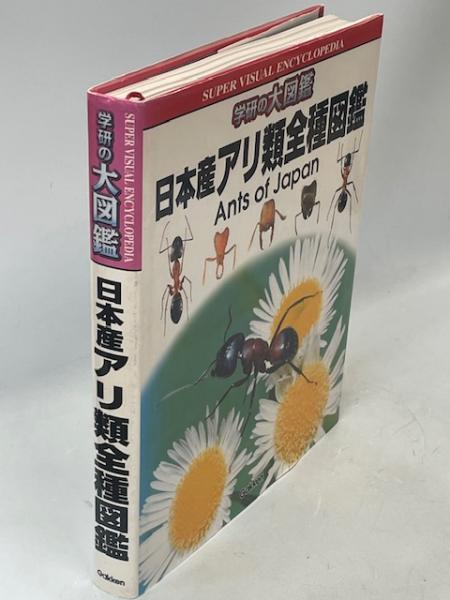 学研の大図鑑
SUPER VISUAL ENCYCLOPEDIA
日本産アリ類全種図鑑
Gakken
SUPER VISUAL ENCYCLOPEDIA
学研の大図鑑
日本産アリ類全種図鑑
Ants of Japan
Gakken